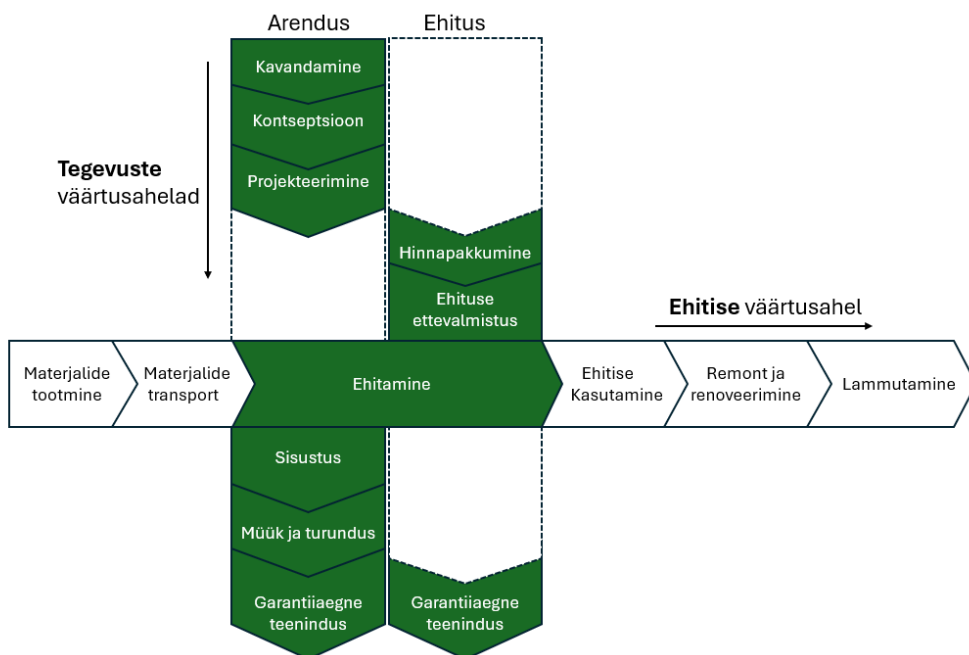 Arendus
Ehitus
Kavandamine
Kontseptsioon
Projekteerimine
Tegevuste
väärtusahelad
Hinnapakkumine
Ehituse
ettevalmistus
Ehitise väärtusahel
Materjalide
tootmine
Materjalide
transport
Ehitamine
Ehitise
Kasutamine
Remont ja
renoveerimine
Lammutamine
Sisustus
Müük ja turundus
Garantiiaegne
teenindus
Garantiiaegne
teenindus